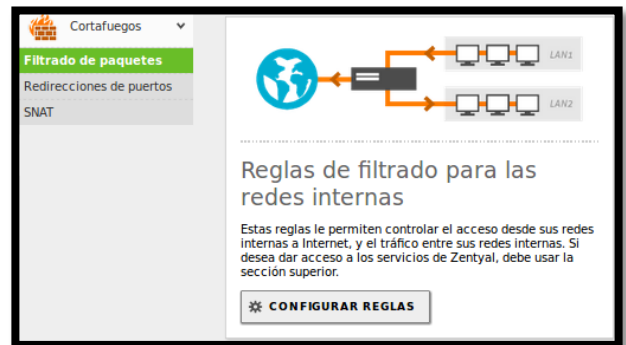 Cortafuegos
Filtrado de paquetes
Redirecciones de puertos
SNAT
LAN1
LAN2
Reglas de filtrado para las
redes internas
Estas reglas le permiten controlar el acceso desde sus redes
internas a Internet, y el tráfico entre sus redes internas. Si
desea dar acceso a los servicios de Zentyal, debe usar la
sección superior.
CONFIGURAR REGLAS